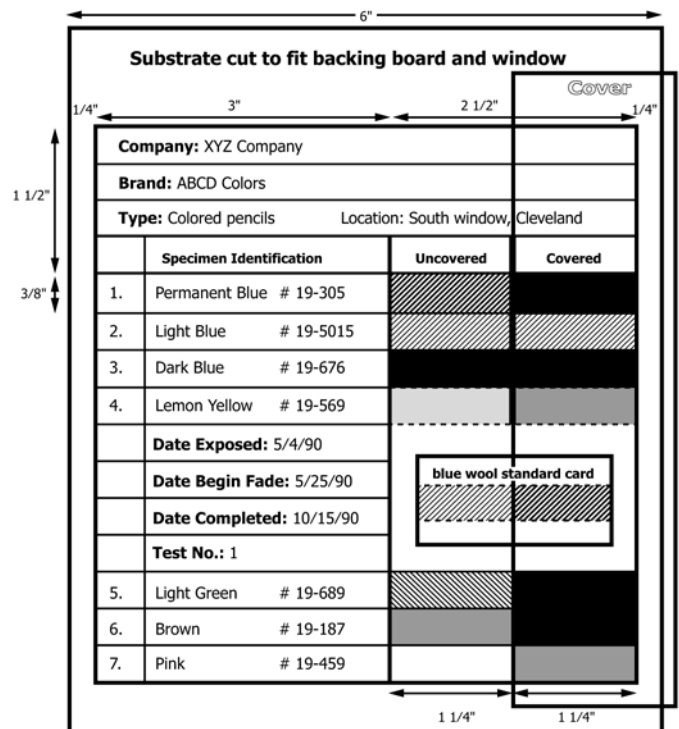 6"
Substrate cut to fit backing board and window
Cover
1/4" 3" 2 1/2" 1/4"
Company: XYZ Company
Brand: ABCD Colors
1 1/2"
Type: Colored pencils Location: South window, Cleveland
Specimen Identification Uncovered Covered
3/8"
1. Permanent Blue # 19-305
2. Light Blue # 19-5015
3. Dark Blue # 19-676
4. Lemon Yellow # 19-569
Date Exposed: 5/4/90
blue wool standard card
Date Begin Fade: 5/25/90
Date Completed: 10/15/90
Test No.: 1
5. Light Green # 19-689
6. Brown # 19-187
7. Pink # 19-459
1 1/4" 1 1/4"